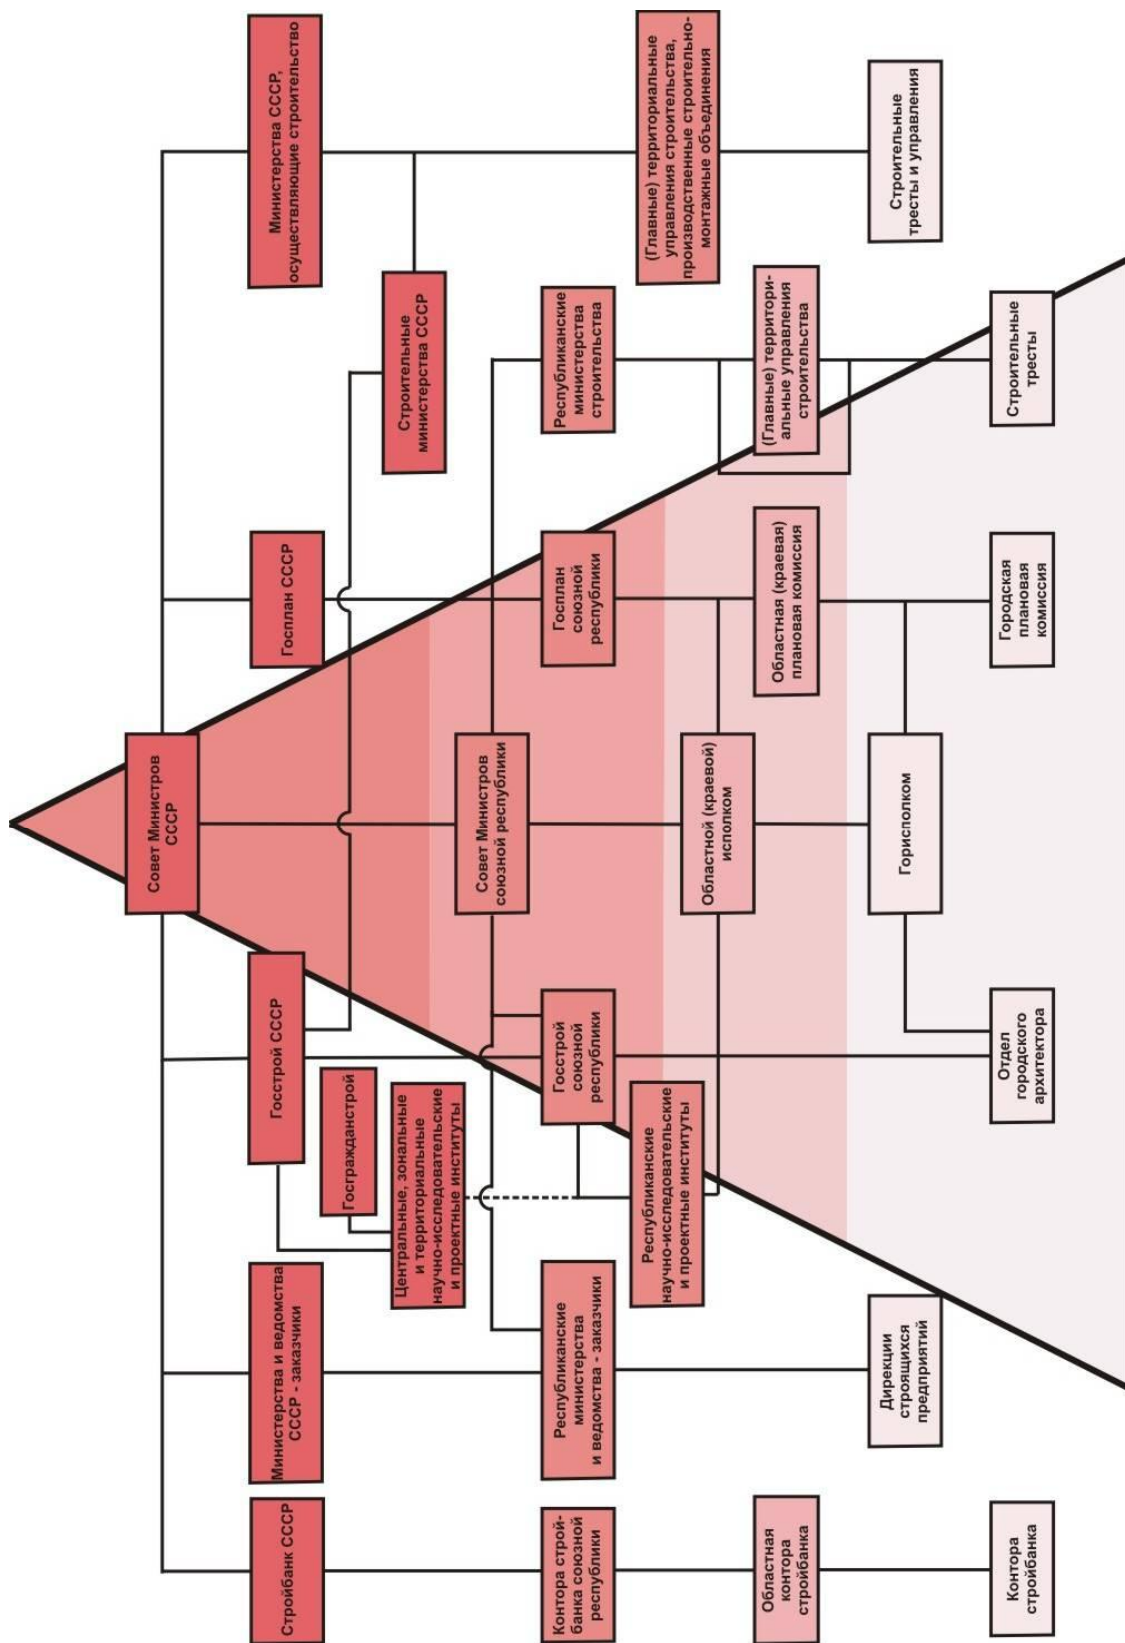 Совет Министров
СССР
Стройбанк СССР
Министерства и ведомства
СССР - заказчики
Госстрой СССР
Госплан СССР
Министерства СССР,
осуществляющие строительство
Госгражданстрой
Центральные, зональные
и территориальные
научно-исследовательские
и проектные институты
Строительные
министерства СССР
Совет Министров
союзной республики
Контора строй-
банка союзной
республики
Республиканские
министерства
и ведомства - заказчики
Госстрой
союзной
республики
Госплан
союзной
республики
Республиканские
министерства
строительства
Республиканские
научно-исследовательские
и проектные институты
(Главные) территориальные
управления строительства,
производственные строительно-
монтажные объединения
Областной (краевой)
исполком
Областная
контора
стройбанка
Областная (краевая)
плановая комиссия
(Главные) территори-
альные управления
строительства
Дирекции
строящихся
предприятий
Горисполком
Строительные
тресты и управления
Контора
стройбанка
Отдел
городского
архитектора
Городская
плановая
комиссия
Строительные
тресты